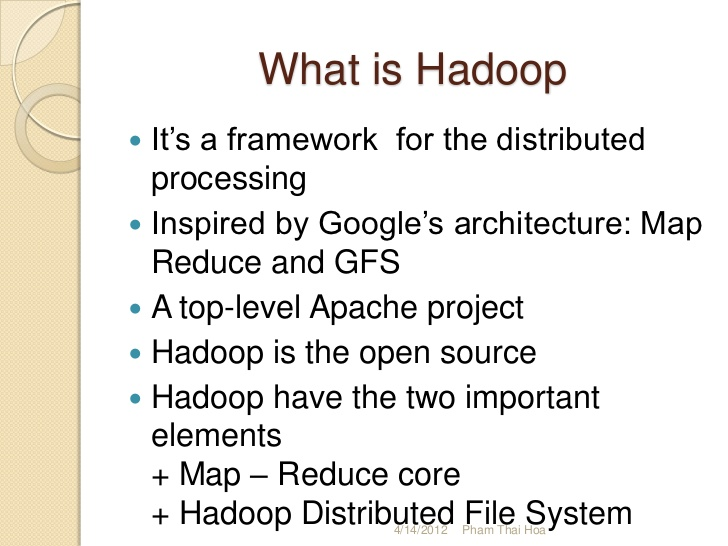 What is Hadoop
It’s a framework  for the distributed
processing
Inspired by Google’s architecture: Map
Reduce and GFS
A top-level Apache project
Hadoop is the open source
Hadoop have the two important
elements
+ Map – Reduce core
+ Hadoop Distributed File System
4/14/2012 Pham Thai Hoa